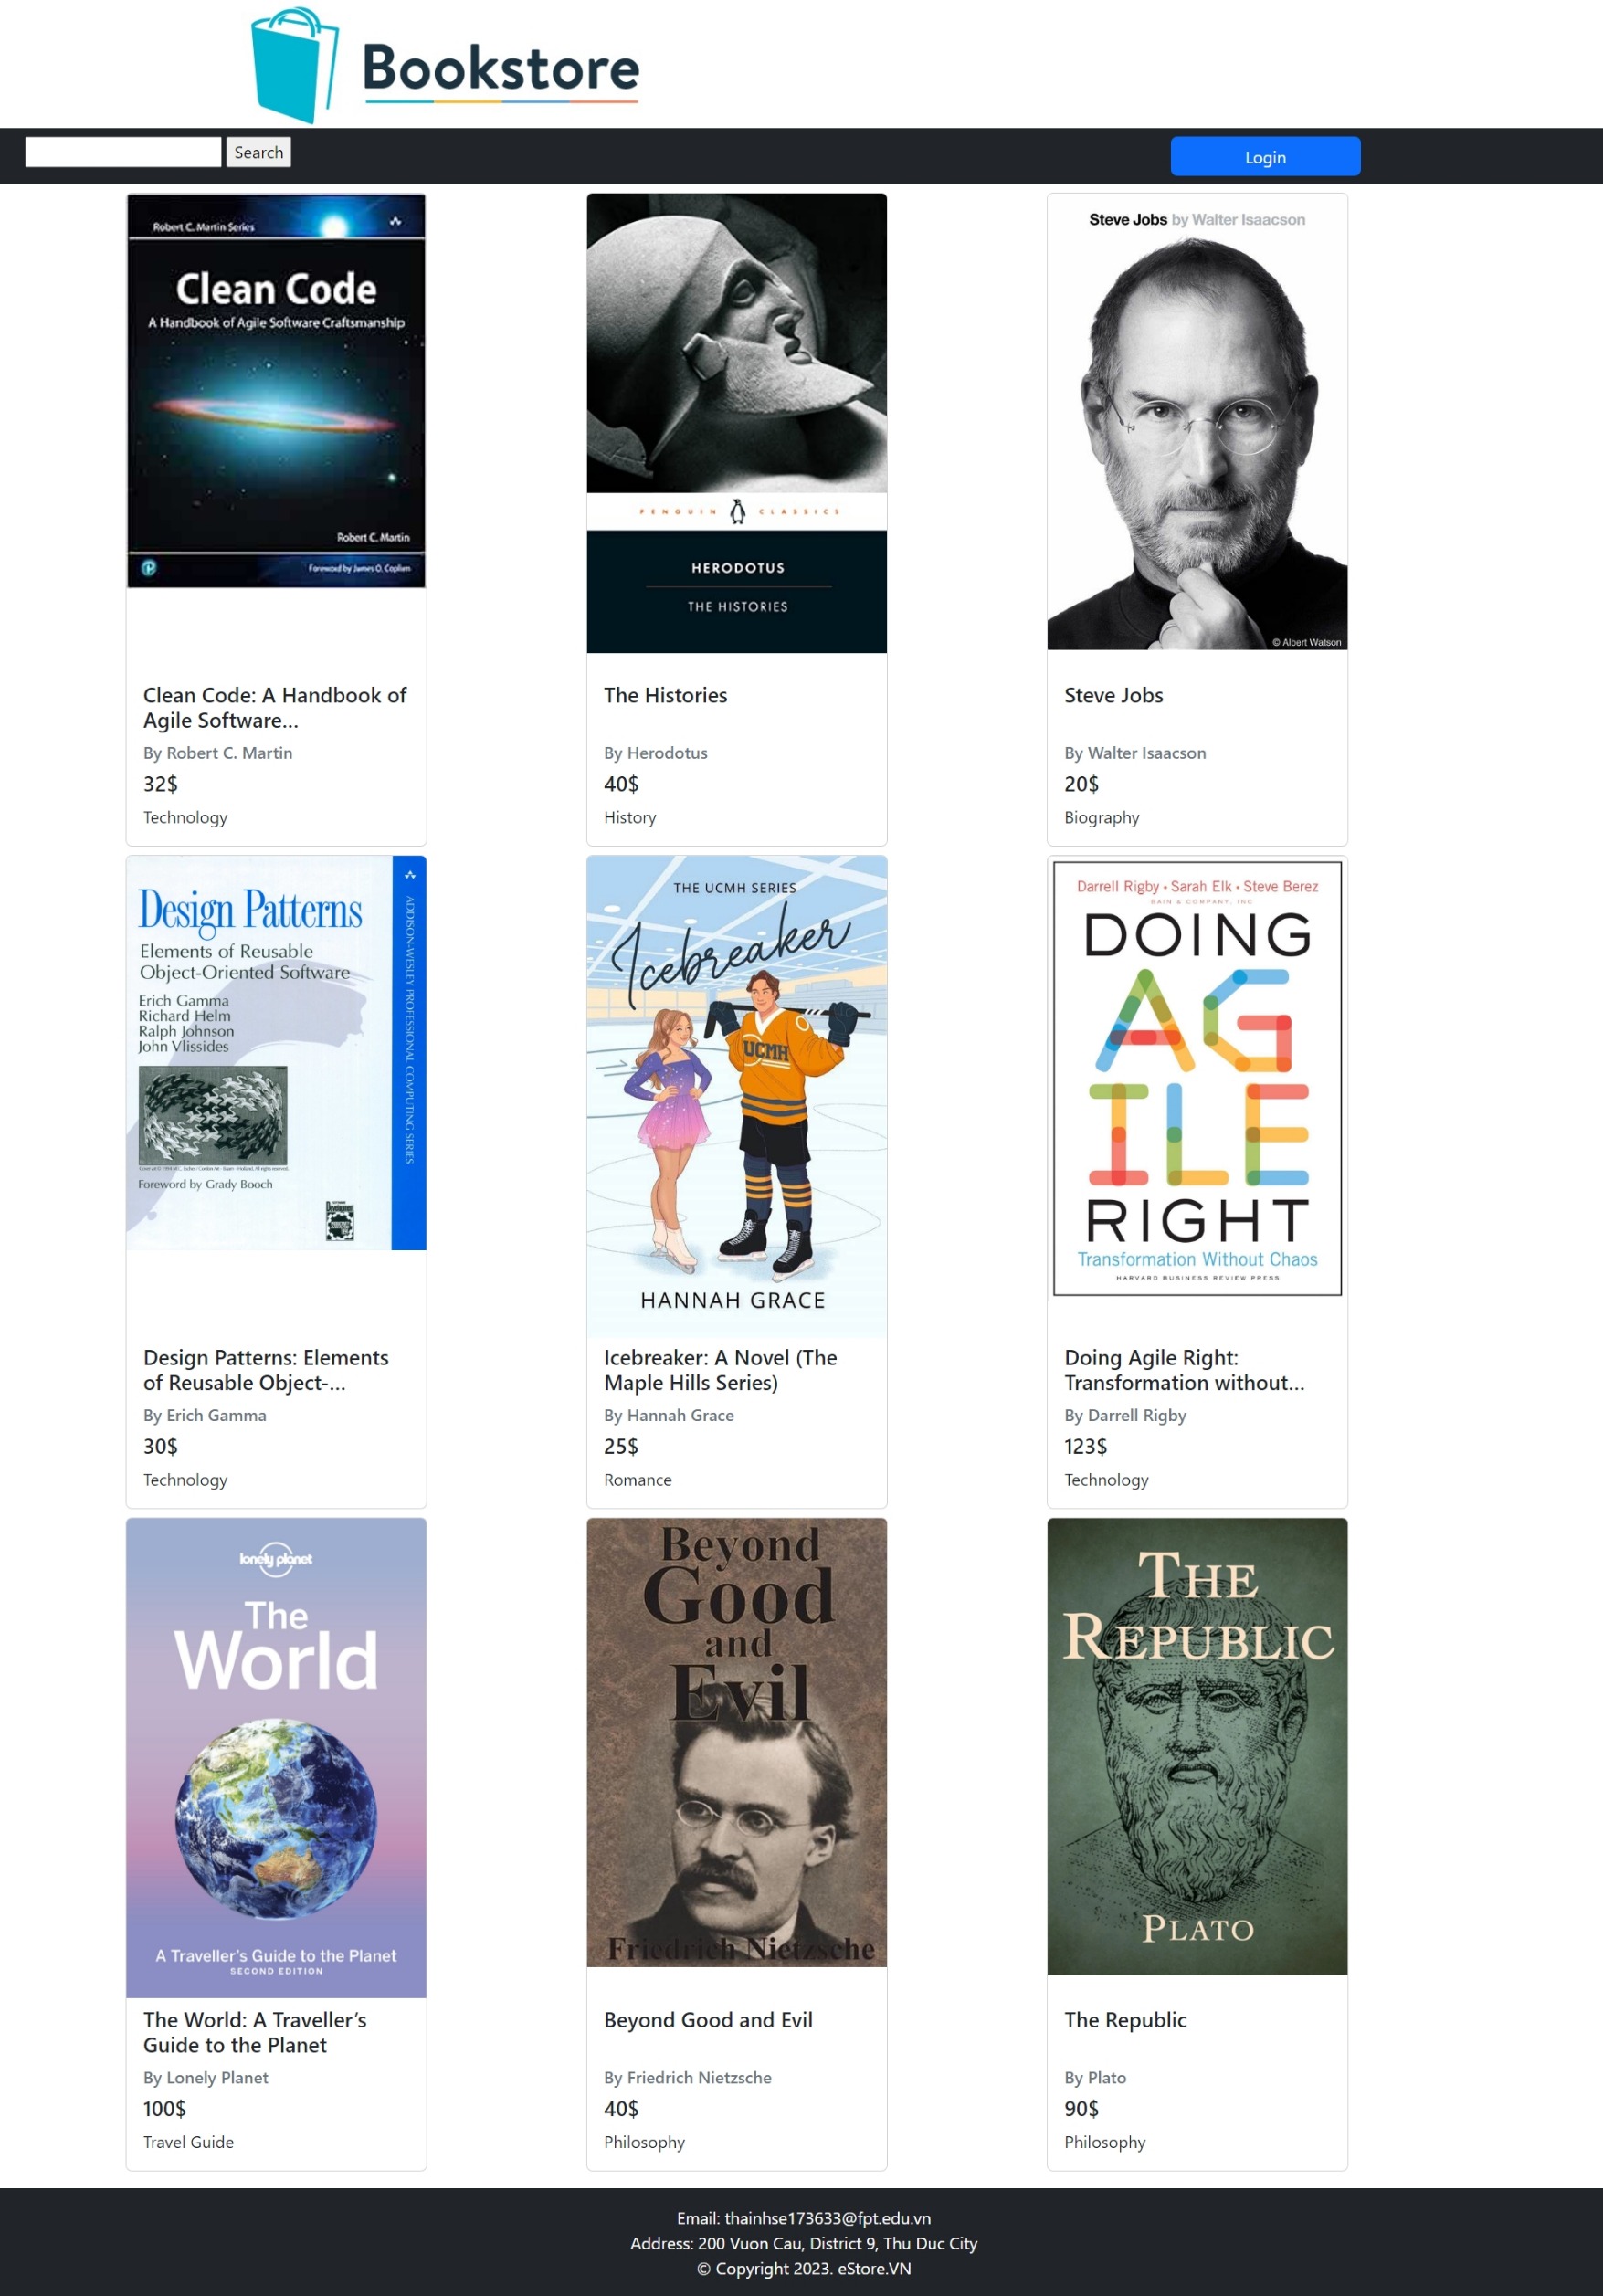 Bookstore
Search
Login
Robert C. Martin Series
Clean Code
A Handbook of Agile Software Craftsmanship
Robert C. Martin
Foreword by James O. Coplien
Clean Code: A Handbook of
Agile Software...
By Robert C. Martin
32$
Technology
PENGUIN CLASSICS
HERODOTUS
THE HISTORIES
The Histories
By Herodotus
40$
History
Steve Jobs by Walter Isaacson
© Albert Watson
Steve Jobs
By Walter Isaacson
20$
Biography
Design Patterns
Elements of Reusable
Object-Oriented Software
Erich Gamma
Richard Helm
Ralph Johnson
John Vlissides
Foreword by Grady Booch
ADDISON-WESLEY PROFESSIONAL COMPUTING SERIES
Design Patterns: Elements
of Reusable Object-...
By Erich Gamma
30$
Technology
THE UCMH SERIES
Icebreaker
UCMH
HANNAH GRACE
Icebreaker: A Novel (The
Maple Hills Series)
By Hannah Grace
25$
Romance
Darrell Rigby • Sarah Elk • Steve Berez
BAIN & COMPANY, INC
DOING
AG
ILE
RIGHT
Transformation Without Chaos
HARVARD BUSINESS REVIEW PRESS
Doing Agile Right:
Transformation without...
By Darrell Rigby
123$
Technology
lonely planet
The
World
A Traveller's Guide to the Planet
SECOND EDITION
The World: A Traveller's
Guide to the Planet
By Lonely Planet
100$
Travel Guide
Beyond
Good
and
Evil
Friedrich Nietzsche
Beyond Good and Evil
By Friedrich Nietzsche
40$
Philosophy
THE
REPUBLIC
PLATO
The Republic
By Plato
90$
Philosophy
Email: thainhse173633@fpt.edu.vn
Address: 200 Vuon Cau, District 9, Thu Duc City
© Copyright 2023. eStore.VN